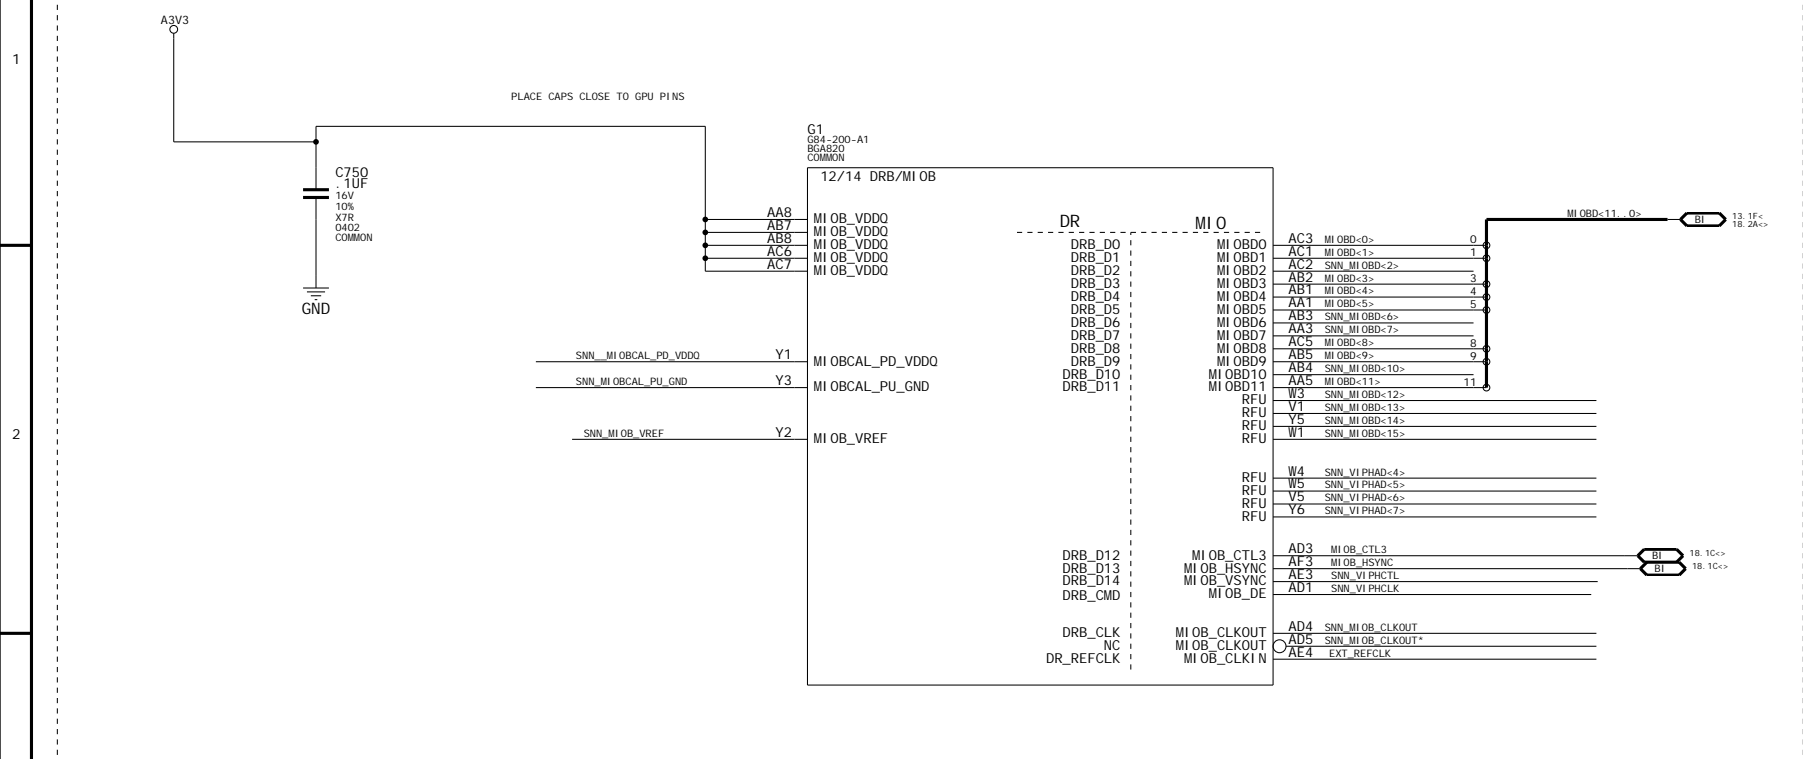 A3V3
1
PLACE CAPS CLOSE TO GPU PINS
G1
G84-200-A1
BGA820
COMMON
12/14 DRB/MIOB
C750
.1UF
16V
10%
X7R
0402
COMMON
GND
AA8 MIOB_VDDQ
AB7 MIOB_VDDQ
AB8 MIOB_VDDQ
AC6 MIOB_VDDQ
AC7 MIOB_VDDQ
DR MIO
MIOBD<11..0> BI 13.1F<
18.2A<>
DRB_D0 MIOBD0 AC3 MIOBD<0> 0
DRB_D1 MIOBD1 AC1 MIOBD<1> 1
DRB_D2 MIOBD2 AC2 SNN_MIOBD<2>
DRB_D3 MIOBD3 AB2 MIOBD<3> 3
DRB_D4 MIOBD4 AB1 MIOBD<4> 4
DRB_D5 MIOBD5 AA1 MIOBD<5> 5
DRB_D6 MIOBD6 AB3 SNN_MIOBD<6>
DRB_D7 MIOBD7 AA3 SNN_MIOBD<7>
DRB_D8 MIOBD8 AC5 MIOBD<8> 8
DRB_D9 MIOBD9 AB5 MIOBD<9> 9
DRB_D10 MIOBD10 AB4 SNN_MIOBD<10>
DRB_D11 MIOBD11 AA5 MIOBD<11> 11
SNN__MIOBCAL_PD_VDDQ Y1 MIOBCAL_PD_VDDQ
SNN_MIOBCAL_PU_GND Y3 MIOBCAL_PU_GND
2
SNN_MIOB_VREF Y2 MIOB_VREF
RFU W3 SNN_MIOBD<12>
RFU V1 SNN_MIOBD<13>
RFU Y5 SNN_MIOBD<14>
RFU W1 SNN_MIOBD<15>
RFU W4 SNN_VIPHAD<4>
RFU W5 SNN_VIPHAD<5>
RFU V5 SNN_VIPHAD<6>
RFU Y6 SNN_VIPHAD<7>
DRB_D12 MIOB_CTL3 AD3 MIOB_CTL3 BI 18.1C<>
DRB_D13 MIOB_HSYNC AF3 MIOB_HSYNC BI 18.1C<>
DRB_D14 MIOB_VSYNC AE3 SNN_VIPHCTL
DRB_CMD MIOB_DE AD1 SNN_VIPHCLK
DRB_CLK MIOB_CLKOUT AD4 SNN_MIOB_CLKOUT
NC MIOB_CLKOUT AD5 SNN_MIOB_CLKOUT*
DR_REFCLK MIOB_CLKIN AE4 EXT_REFCLK